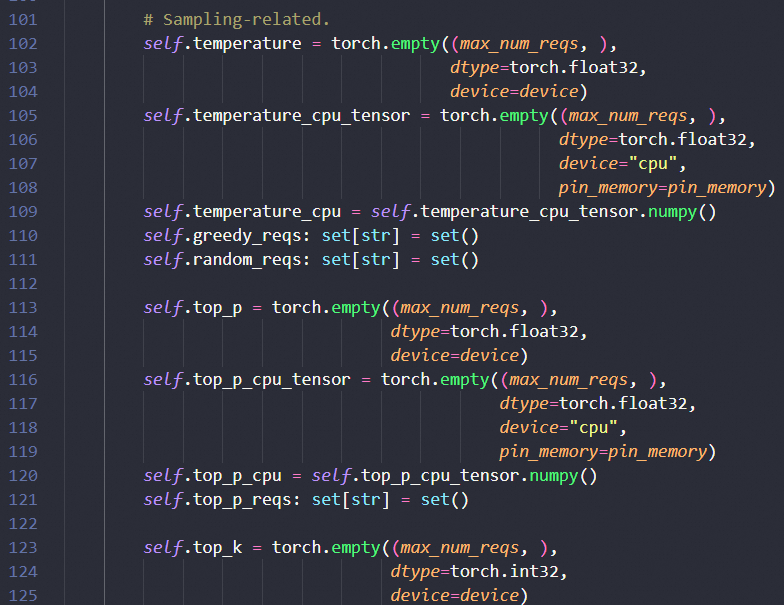 101 # Sampling-related.
102 self.temperature = torch.empty((max_num_reqs, ),
103 dtype=torch.float32,
104 device=device)
105 self.temperature_cpu_tensor = torch.empty((max_num_reqs, ),
106 dtype=torch.float32,
107 device="cpu",
108 pin_memory=pin_memory)
109 self.temperature_cpu = self.temperature_cpu_tensor.numpy()
110 self.greedy_reqs: set[str] = set()
111 self.random_reqs: set[str] = set()
112
113 self.top_p = torch.empty((max_num_reqs, ),
114 dtype=torch.float32,
115 device=device)
116 self.top_p_cpu_tensor = torch.empty((max_num_reqs, ),
117 dtype=torch.float32,
118 device="cpu",
119 pin_memory=pin_memory)
120 self.top_p_cpu = self.top_p_cpu_tensor.numpy()
121 self.top_p_reqs: set[str] = set()
122
123 self.top_k = torch.empty((max_num_reqs, ),
124 dtype=torch.int32,
125 device=device)